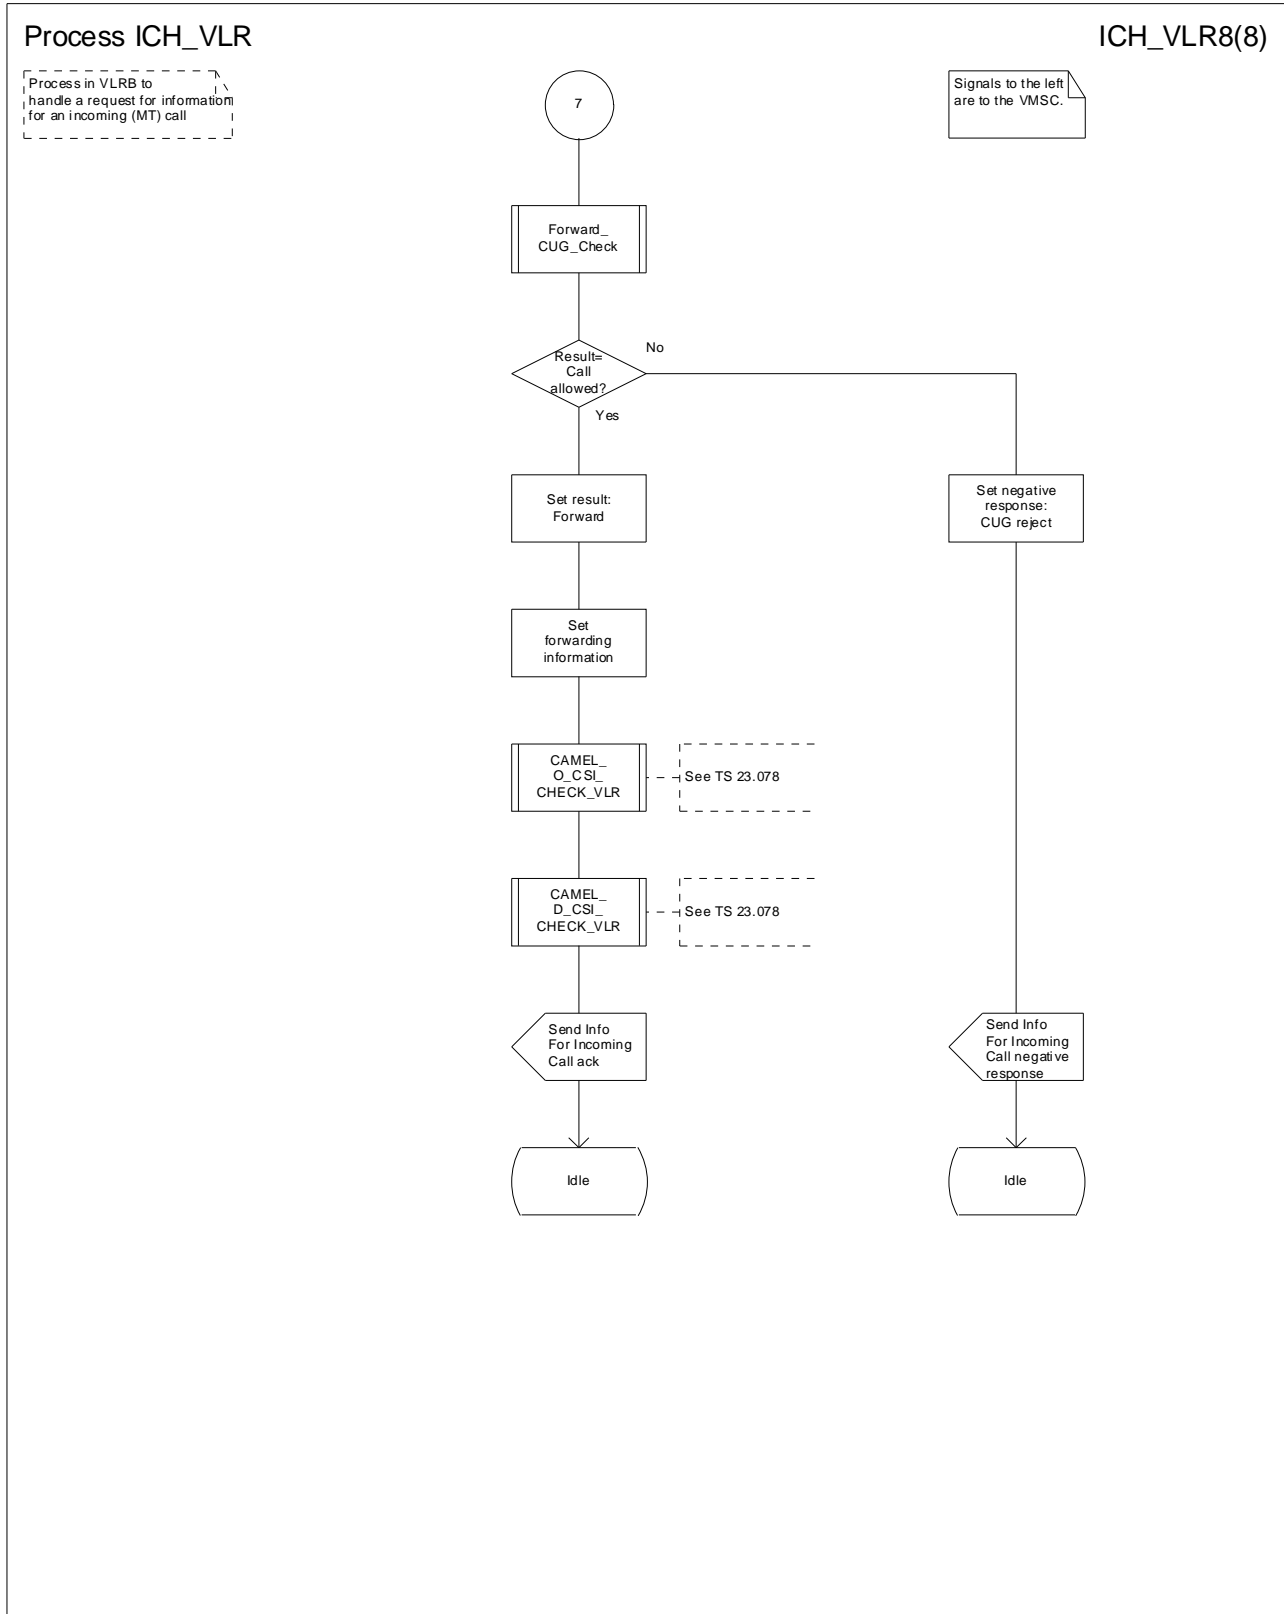 Process ICH_VLR
ICH_VLR8(8)
Process in VLRB to
handle a request for information
for an incoming (MT) call
7
Signals to the left
are to the VMSC.
Forward_
CUG_Check
Result=
Call
allowed?
No
Yes
Set result:
Forward
Set negative
response:
CUG reject
Set
forwarding
information
CAMEL_
O_CSI_
CHECK_VLR
See TS 23.078
CAMEL_
D_CSI_
CHECK_VLR
See TS 23.078
Send Info
For Incoming
Call ack
Send Info
For Incoming
Call negative
response
Idle
Idle